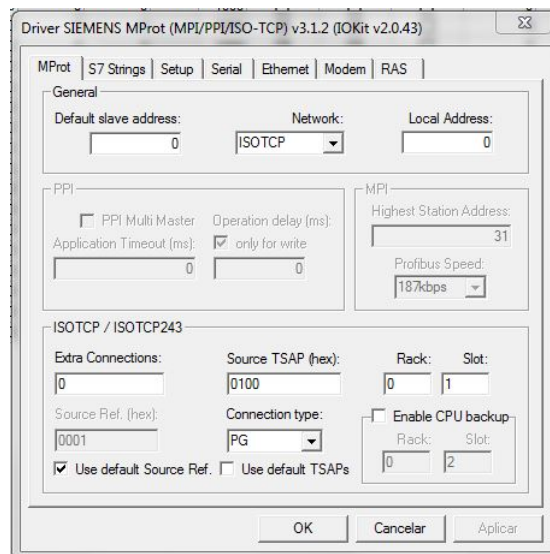 Driver SIEMENS MProt (MPI/PPI/ISO-TCP) v3.1.2 (IOKit v2.0.43)
MProt S7 Strings Setup Serial Ethernet Modem RAS
General
Default slave address: Network: Local Address:
0 ISOTCP 0
PPI MPI
PPI Multi Master Operation delay (ms): Highest Station Address:
Application Timeout (ms): only for write 31
0 0 Profibus Speed:
187kbps
ISOTCP / ISOTCP243
Extra Connections: Source TSAP (hex): Rack: Slot:
0 0100 0 1
Source Ref. (hex): Connection type: Enable CPU backup
0001 PG Rack: Slot:
Use default Source Ref. Use default TSAPs 0 2
OK Cancelar Aplicar